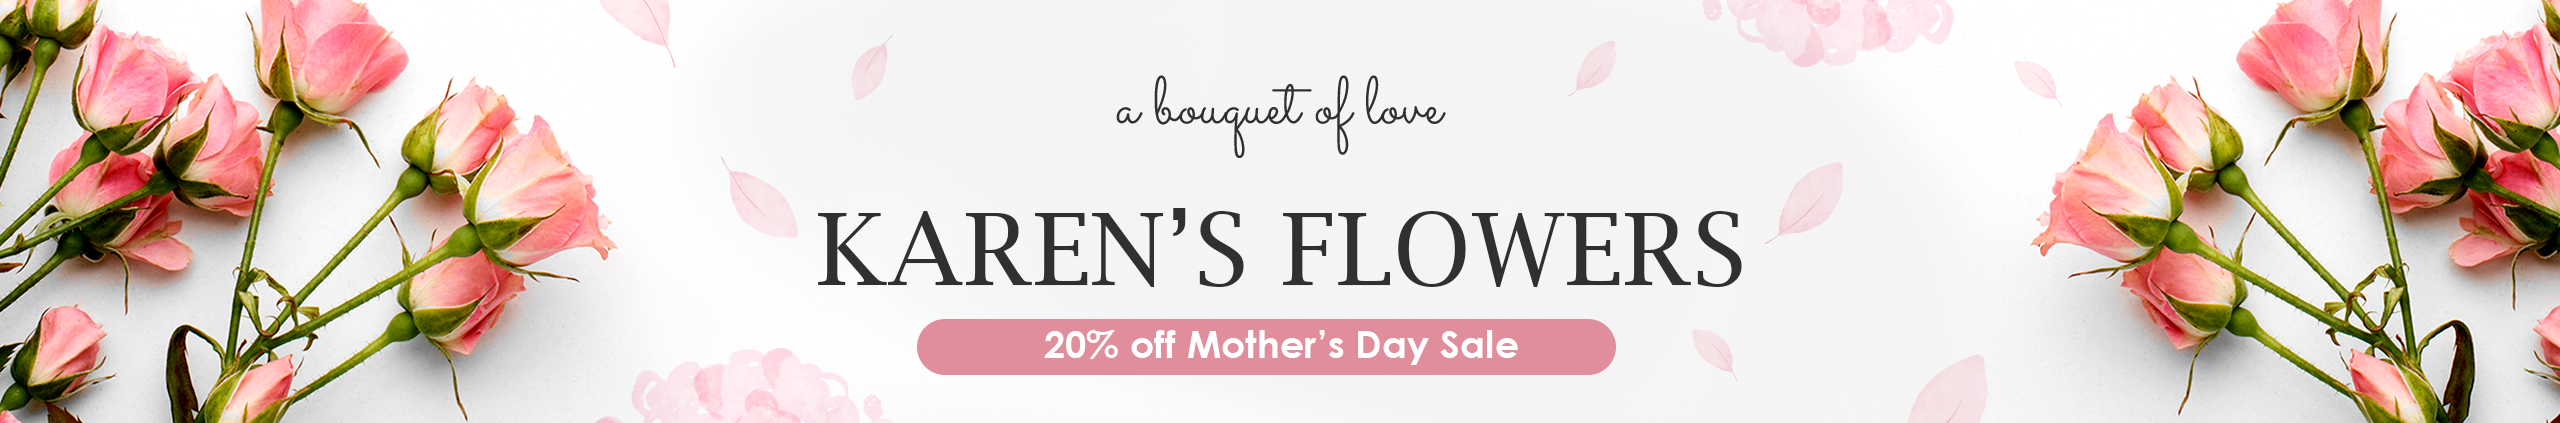 a bouquet of love
KAREN’S FLOWERS
20% off Mother’s Day Sale